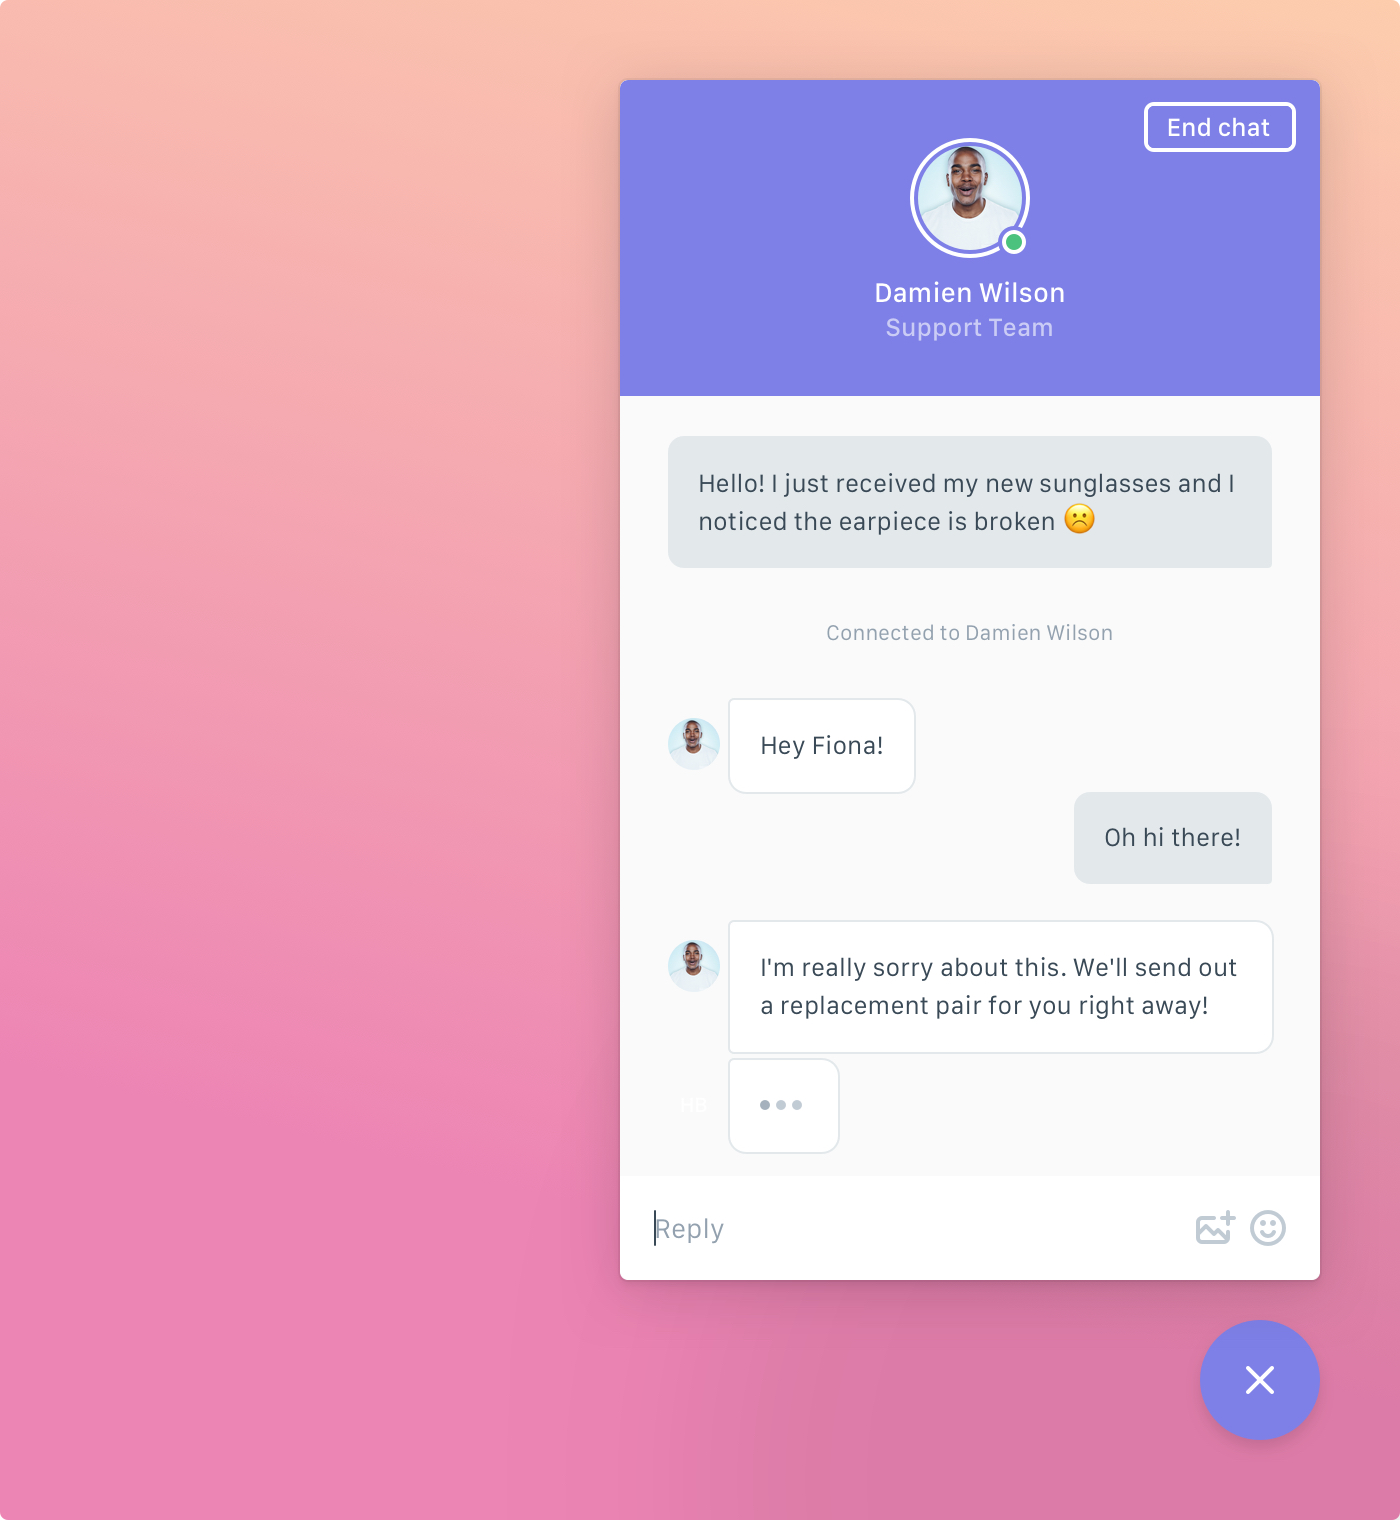 End chat
Damien Wilson
Support Team
Hello! I just received my new sunglasses and I
noticed the earpiece is broken ☹️
Connected to Damien Wilson
Hey Fiona!
Oh hi there!
I'm really sorry about this. We'll send out
a replacement pair for you right away!
HB
Reply